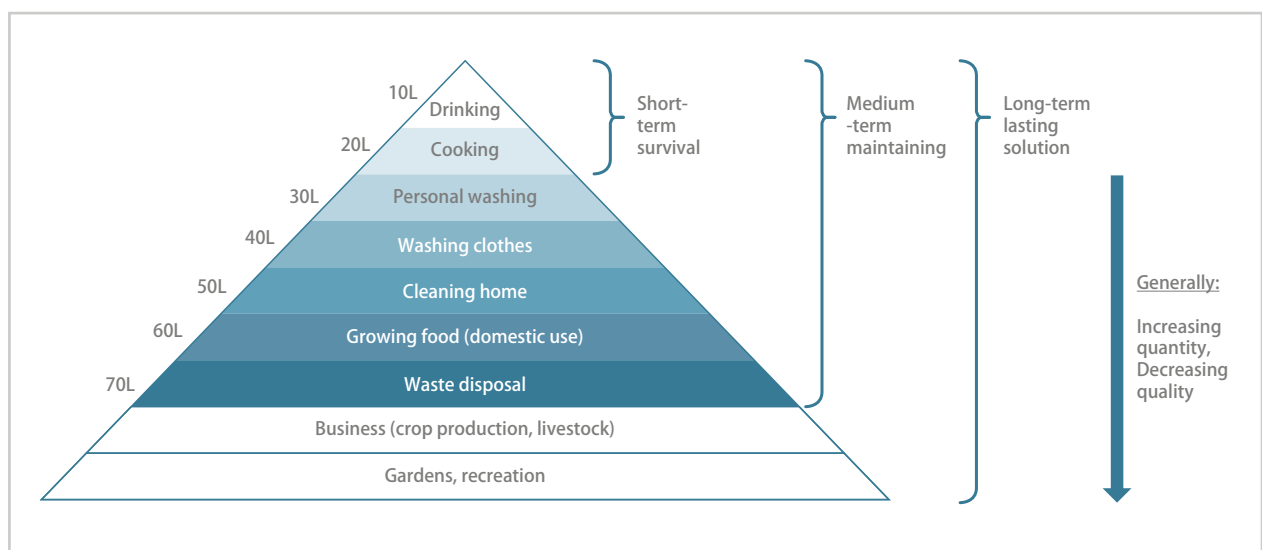 10L
Drinking
20L
Cooking
30L
Personal washing
40L
Washing clothes
50L
Cleaning home
60L
Growing food (domestic use)
70L
Waste disposal
Business (crop production, livestock)
Gardens, recreation
Short-
term
survival
Medium
-term
maintaining
Long-term
lasting
solution
Generally:
Increasing
quantity,
Decreasing
quality